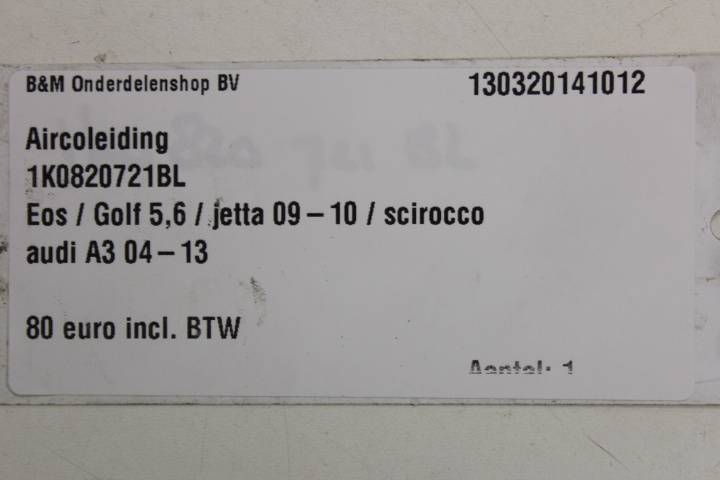 B&M Onderdelenshop BV 130320141012
Aircoleiding
1K0820721BL
Eos / Golf 5,6 / jetta 09 – 10 / scirocco
audi A3 04 – 13
80 euro incl. BTW
Aantal: 1